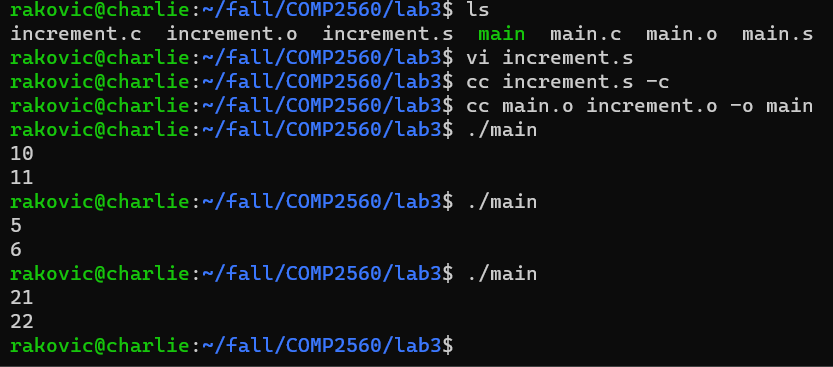 rakovic@charlie:~/fall/COMP2560/lab3$ ls
increment.c  increment.o  increment.s  main  main.c  main.o  main.s
rakovic@charlie:~/fall/COMP2560/lab3$ vi increment.s
rakovic@charlie:~/fall/COMP2560/lab3$ cc increment.s -c
rakovic@charlie:~/fall/COMP2560/lab3$ cc main.o increment.o -o main
rakovic@charlie:~/fall/COMP2560/lab3$ ./main
10
11
rakovic@charlie:~/fall/COMP2560/lab3$ ./main
5
6
rakovic@charlie:~/fall/COMP2560/lab3$ ./main
21
22
rakovic@charlie:~/fall/COMP2560/lab3$